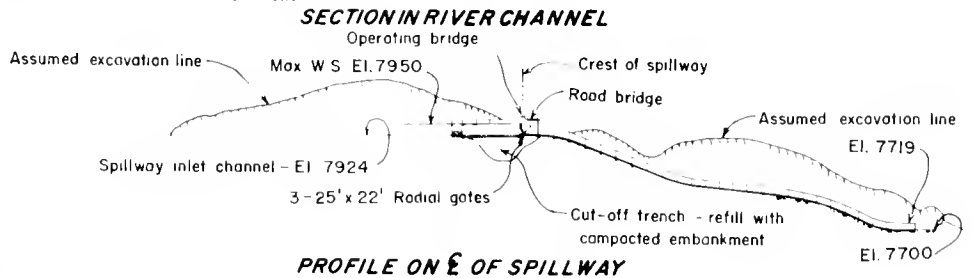 SECTION IN RIVER CHANNEL
Operating bridge
Assumed excavation line
Max W S El. 7950
Crest of spillway
Road bridge
Assumed excavation line
El. 7719
Spillway inlet channel - El 7924
3 - 25' x 22' Radial gates
Cut-off trench - refill with
compacted embankment
El. 7700
PROFILE ON ℄ OF SPILLWAY